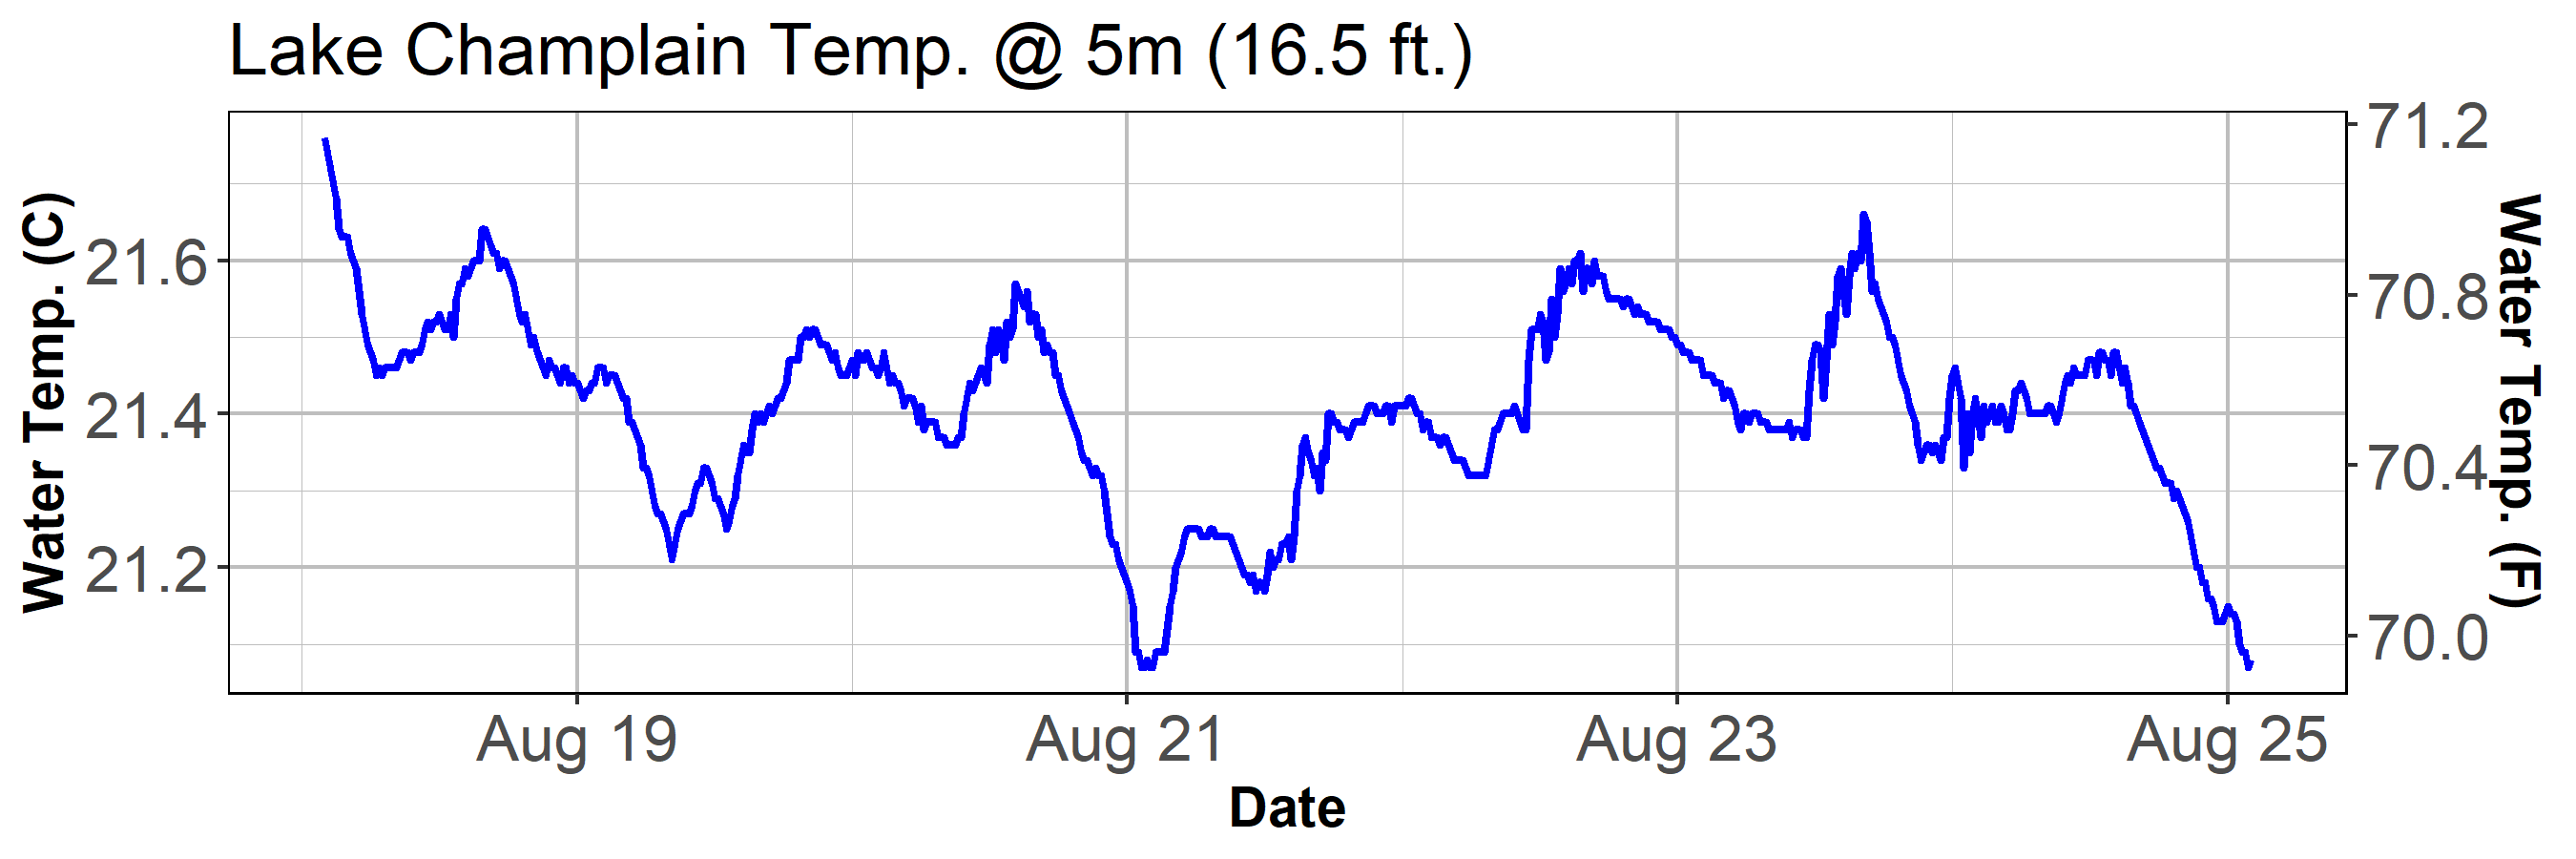 Lake Champlain Temp. @ 5m (16.5 ft.)
Water Temp. (C)
21.6
21.4
21.2
71.2
70.8
70.4
70.0
Water Temp. (F)
Aug 19
Aug 21
Aug 23
Aug 25
Date